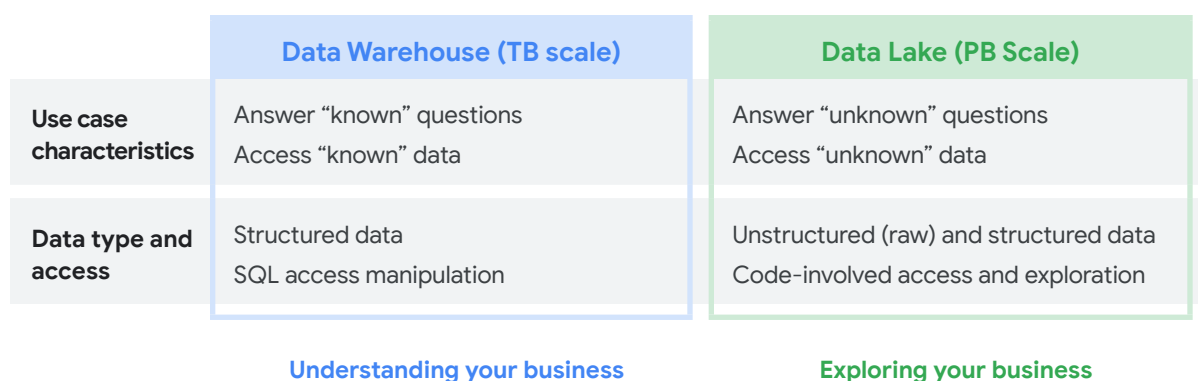 Data Warehouse (TB scale)
Data Lake (PB Scale)
Use case
characteristics
Answer “known” questions
Access “known” data
Answer “unknown” questions
Access “unknown” data
Data type and
access
Structured data
SQL access manipulation
Unstructured (raw) and structured data
Code-involved access and exploration
Understanding your business
Exploring your business